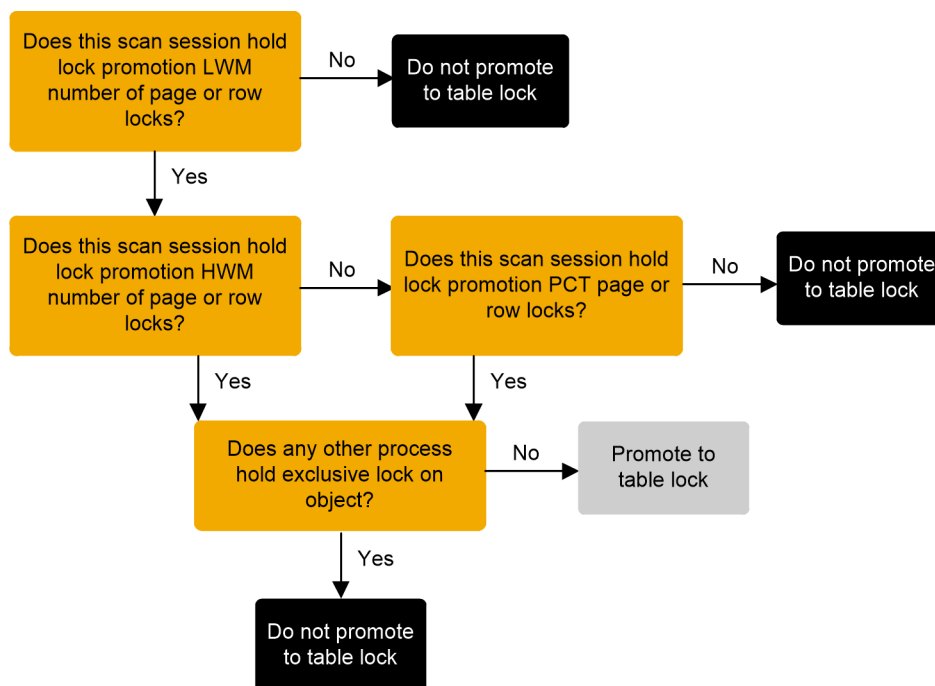 Does this scan session hold
lock promotion LWM
number of page or row
locks?
No
Do not promote
to table lock
Yes
Does this scan session hold
lock promotion HWM
number of page or row
locks?
No
Does this scan session hold
lock promotion PCT page or
row locks?
No
Do not promote
to table lock
Yes
Yes
Does any other process
hold exclusive lock on
object?
No
Promote to
table lock
Yes
Do not promote
to table lock